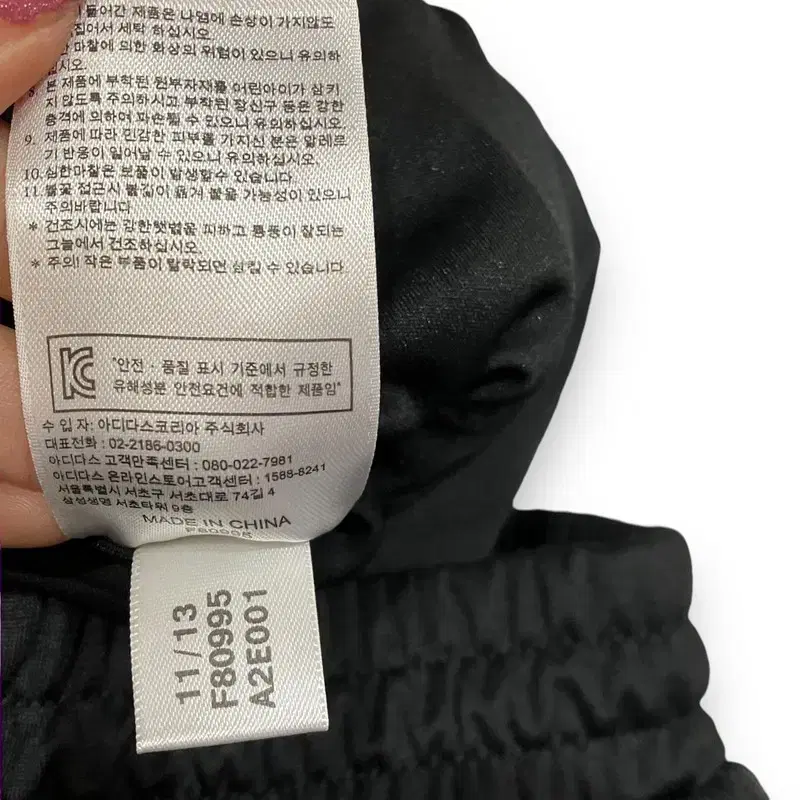 들어간 제품은 나염에 손상이 가지않도
집어서 세탁 하십시오.
마찰에 의한 화상의 위험이 있으니 유의하
십시오.
8. 본 제품에 부착된 원부자재를 어린아이가 삼키
지 않도록 주의하시고 부착된 장신구 등은 강한
충격에 의하여 파손될 수 있으니 유의하십시오
9. 제품에 따라 민감한 피부를 가지신 분은 알레르
기 반응이 일어날 수 있으니 유의하십시오.
10. 심한마찰은 보풀이 발생할수 있습니다.
11. 불꽃 접근시 불길이 옮겨 붙을 가능성이 있으니
주의바랍니다
* 건조시에는 강한햇볕을 피하고 통풍이 잘되는
그늘에서 건조하십시오.
* 주의! 작은 부품이 탈락되면 삼킬 수 있습니다
"안전·품질 표시 기준에서 규정한
유해성분 안전요건에 적합한 제품임"
수 입 자: 아디다스코리아 주식회사
대표전화 : 02-2186-0300
아디다스 고객만족센터 : 080-022-7981
아디다스 온라인스토어고객센터 : 1588-8241
서울특별시 서초구 서초대로 74길 4
삼성생명 서초타워 9층
MADE IN CHINA
F80995
11/13
F80995
A2E001